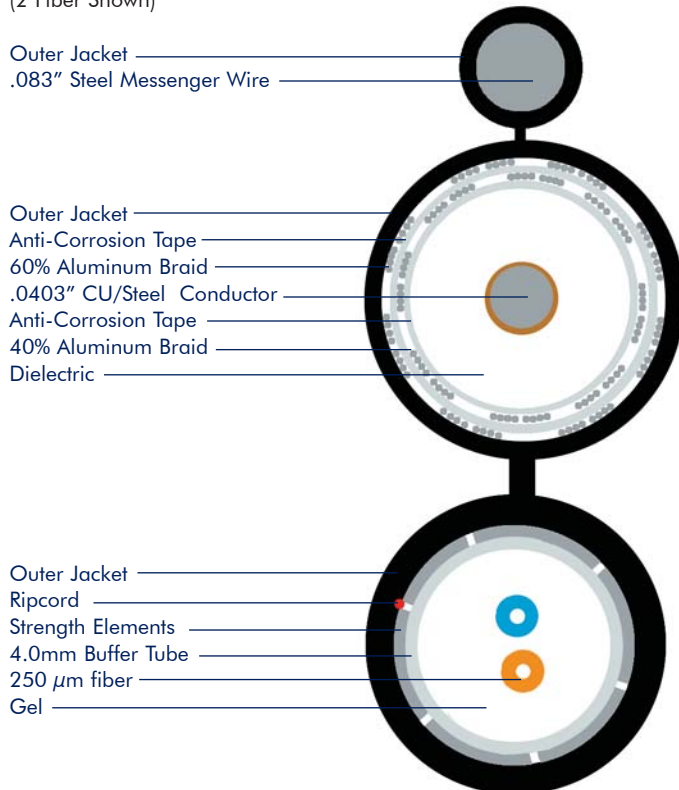 (2 Fiber Shown)
Outer Jacket
.083” Steel Messenger Wire
Outer Jacket
Anti-Corrosion Tape
60% Aluminum Braid
.0403” CU/Steel Conductor
Anti-Corrosion Tape
40% Aluminum Braid
Dielectric
Outer Jacket
Ripcord
Strength Elements
4.0mm Buffer Tube
250 µm fiber
Gel